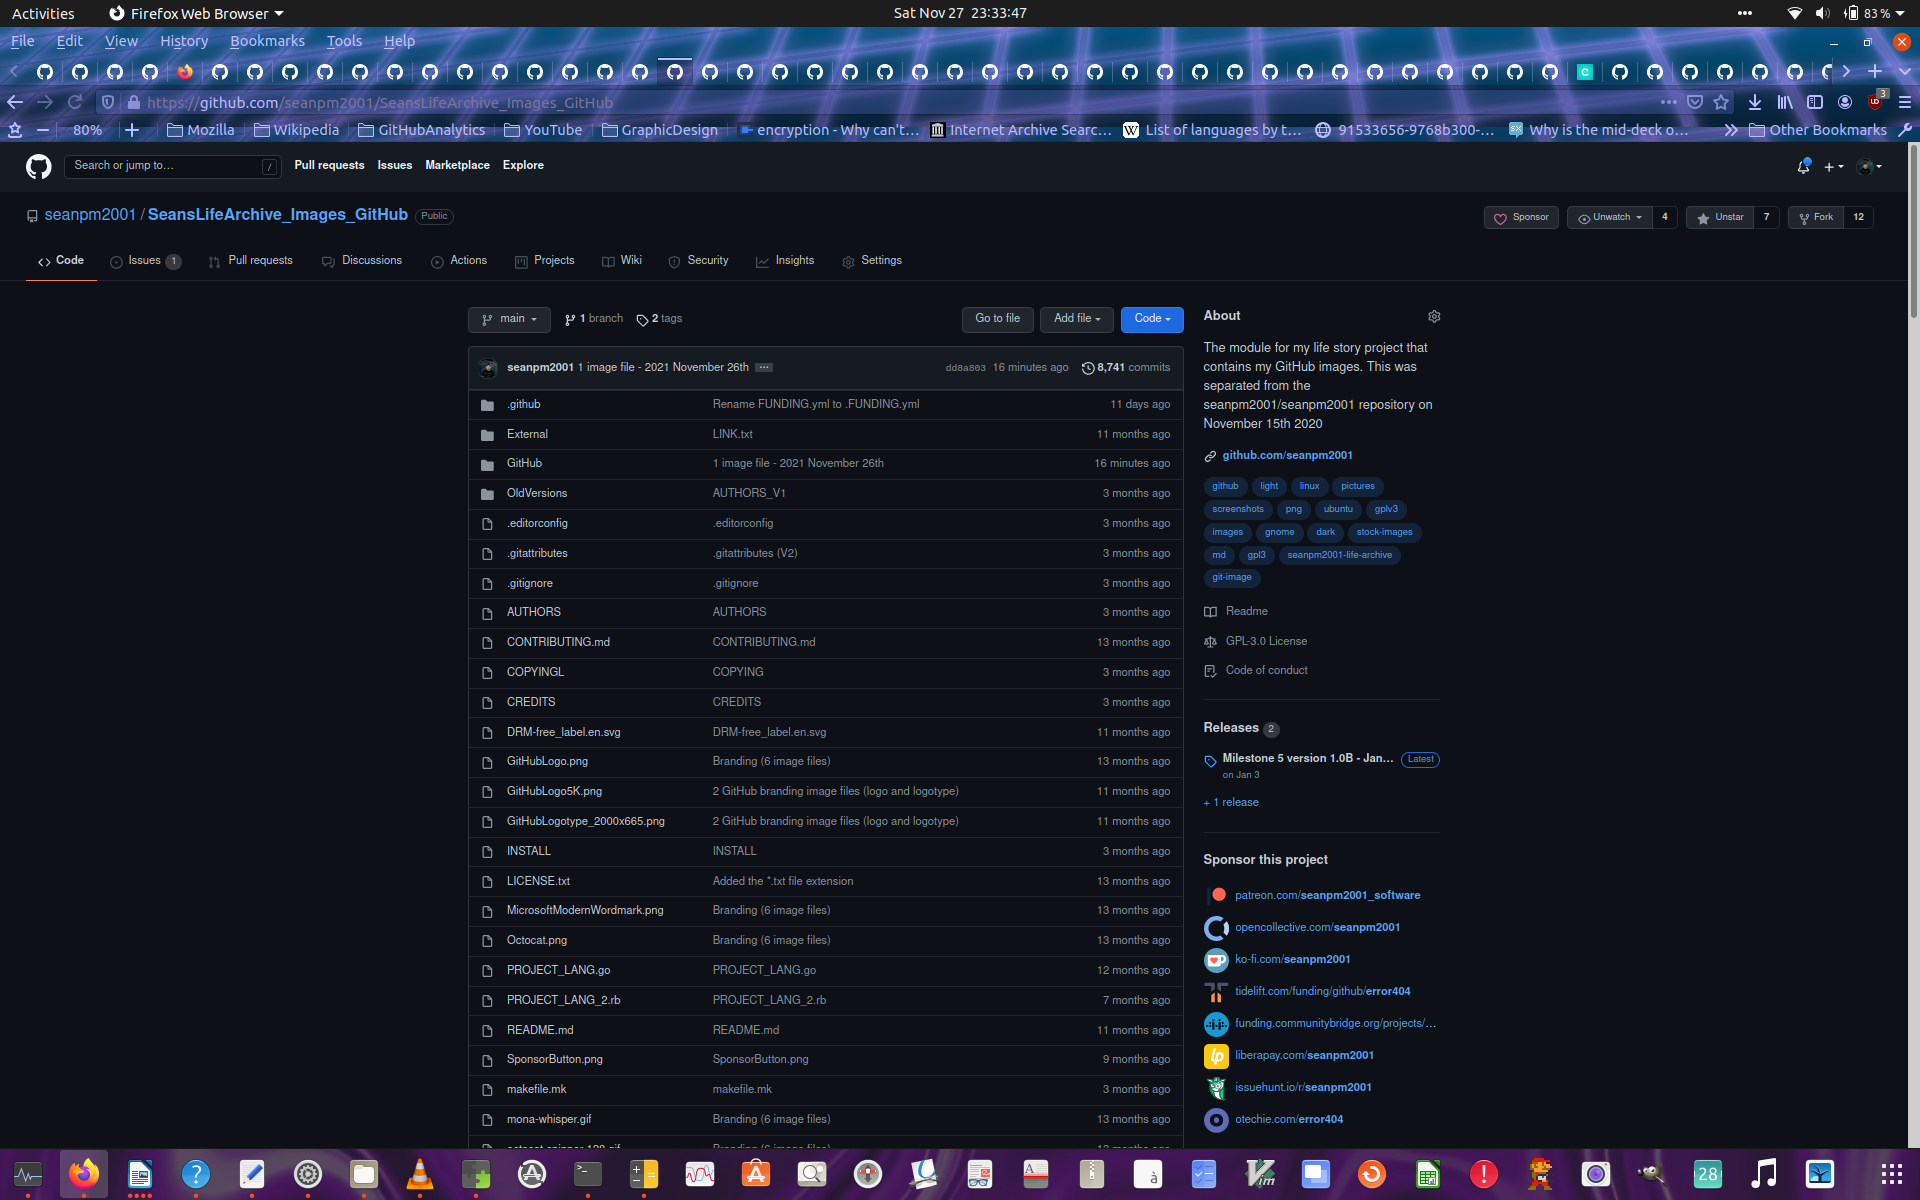 Activities
Firefox Web Browser
Sat Nov 27 23:33:47
83 %
File Edit View History Bookmarks Tools Help
https://github.com/seanpm2001/SeansLifeArchive_Images_GitHub
3
80%
Mozilla
Wikipedia
GitHubAnalytics
YouTube
GraphicDesign
encryption - Why can't…
Internet Archive Searc…
List of languages by t…
91533656-9768b300-…
Why is the mid-deck o…
Other Bookmarks
Search or jump to…
/
Pull requests Issues Marketplace Explore
seanpm2001 / SeansLifeArchive_Images_GitHub Public
Sponsor
Unwatch 4
Unstar 7
Fork 12
Code
Issues 1
Pull requests
Discussions
Actions
Projects
Wiki
Security
Insights
Settings
main
1 branch
2 tags
Go to file
Add file
Code
seanpm2001 1 image file - 2021 November 26th dd8a803 16 minutes ago 8,741 commits
.github Rename FUNDING.yml to .FUNDING.yml 11 days ago
External LINK.txt 11 months ago
GitHub 1 image file - 2021 November 26th 16 minutes ago
OldVersions AUTHORS_V1 3 months ago
.editorconfig .editorconfig 3 months ago
.gitattributes .gitattributes (V2) 3 months ago
.gitignore .gitignore 3 months ago
AUTHORS AUTHORS 3 months ago
CONTRIBUTING.md CONTRIBUTING.md 13 months ago
COPYINGL COPYING 3 months ago
CREDITS CREDITS 3 months ago
DRM-free_label.en.svg DRM-free_label.en.svg 11 months ago
GitHubLogo.png Branding (6 image files) 13 months ago
GitHubLogo5K.png 2 GitHub branding image files (logo and logotype) 11 months ago
GitHubLogotype_2000x665.png 2 GitHub branding image files (logo and logotype) 11 months ago
INSTALL INSTALL 3 months ago
LICENSE.txt Added the *.txt file extension 13 months ago
MicrosoftModernWordmark.png Branding (6 image files) 13 months ago
Octocat.png Branding (6 image files) 13 months ago
PROJECT_LANG.go PROJECT_LANG.go 12 months ago
PROJECT_LANG_2.rb PROJECT_LANG_2.rb 7 months ago
README.md README.md 11 months ago
SponsorButton.png SponsorButton.png 9 months ago
makefile.mk makefile.mk 3 months ago
mona-whisper.gif Branding (6 image files) 13 months ago
About
The module for my life story project that
contains my GitHub images. This was
separated from the
seanpm2001/seanpm2001 repository on
November 15th 2020
github.com/seanpm2001
github light linux pictures
screenshots png ubuntu gplv3
images gnome dark stock-images
md gpl3 seanpm2001-life-archive
git-image
Readme
GPL-3.0 License
Code of conduct
Releases 2
Milestone 5 version 1.0B - Jan… Latest
on Jan 3
+ 1 release
Sponsor this project
patreon.com/seanpm2001_software
opencollective.com/seanpm2001
ko-fi.com/seanpm2001
tidelift.com/funding/github/error404
funding.communitybridge.org/projects/…
liberapay.com/seanpm2001
issuehunt.io/r/seanpm2001
otechie.com/error404
28